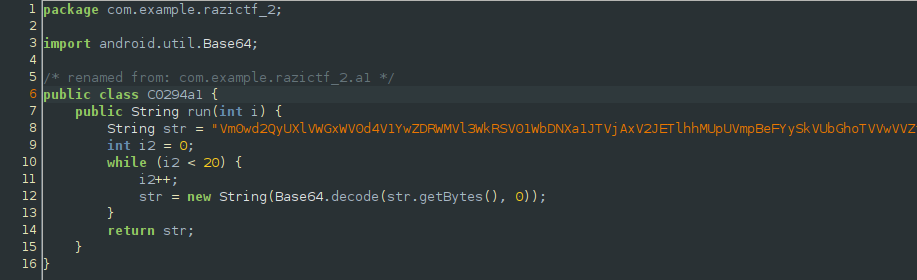 1 package com.example.razictf_2;
2
3 import android.util.Base64;
4
5 /* renamed from: com.example.razictf_2.a1 */
6 public class C0294a1 {
7 public String run(int i) {
8 String str = "Vm0wd2QyUXlVWGxWV0d4V1YwZDRWMVl3WkRSV01WbDNXa1JTVjAxV2JETlhhMUpUVmpBeFYySkVUbGhoTVVwVVZ
9 int i2 = 0;
10 while (i2 < 20) {
11 i2++;
12 str = new String(Base64.decode(str.getBytes(), 0));
13 }
14 return str;
15 }
16 }